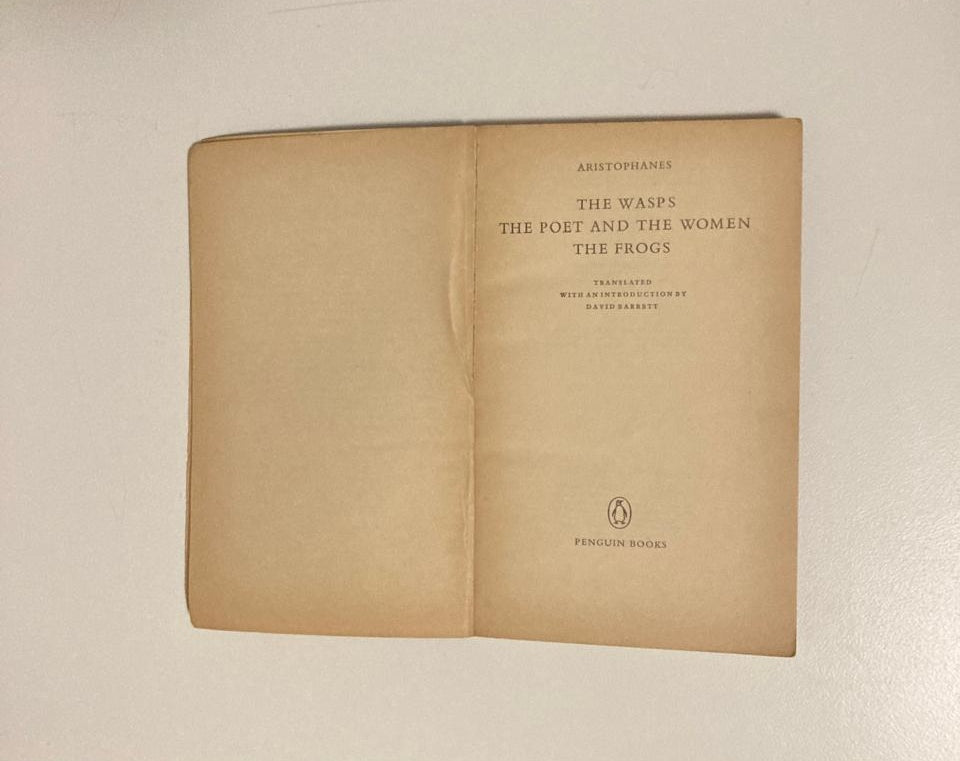 ARISTOPHANES
THE WASPS
THE POET AND THE WOMEN
THE FROGS
TRANSLATED
WITH AN INTRODUCTION BY
DAVID BARRETT
PENGUIN BOOKS